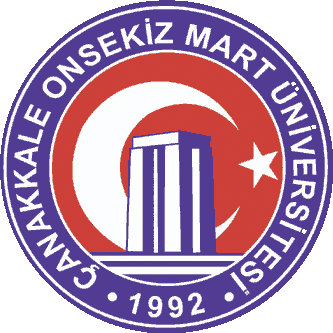 ÇANAKKALE ONSEKİZ MART ÜNİVERSİTESİ
• 1992 •